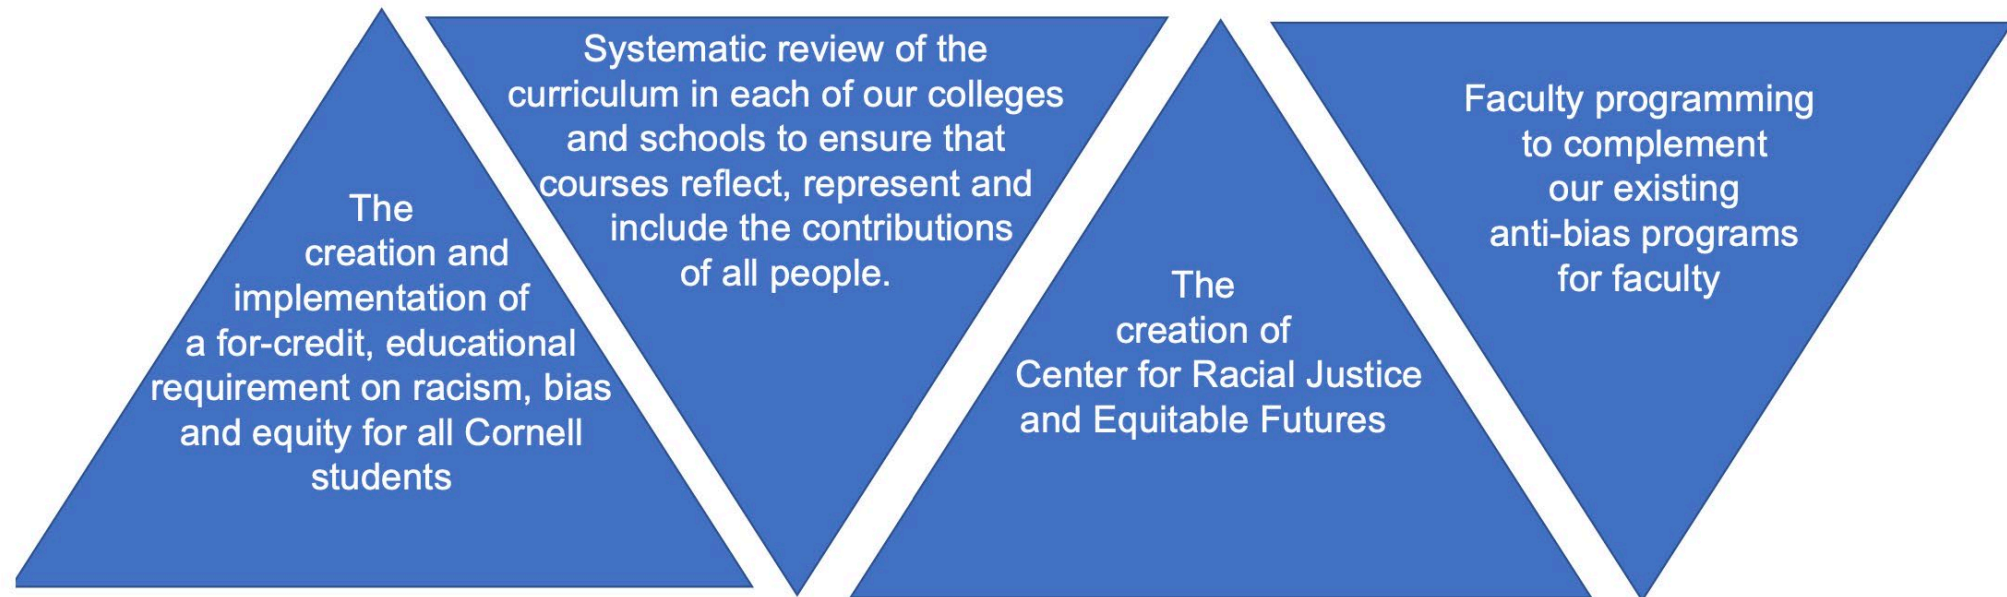 The
creation and
implementation of
a for-credit, educational
requirement on racism, bias
and equity for all Cornell
students
Systematic review of the
curriculum in each of our colleges
and schools to ensure that
courses reflect, represent and
include the contributions
of all people.
The
creation of
Center for Racial Justice
and Equitable Futures
Faculty programming
to complement
our existing
anti-bias programs
for faculty